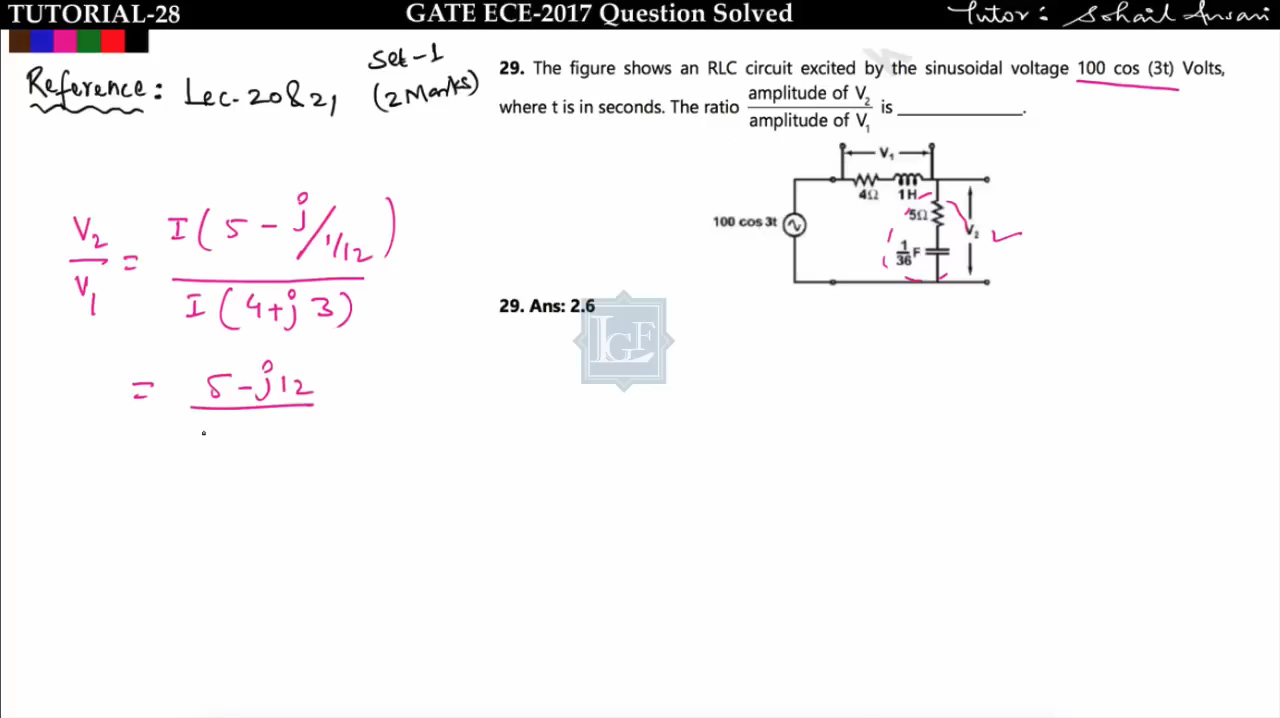 TUTORIAL-28 GATE ECE-2017 Question Solved Tutor: Sohail Ansari
Reference: Lec-20&21
Set-1
(2 Marks)
29. The figure shows an RLC circuit excited by the sinusoidal voltage 100 cos (3t) Volts,
where t is in seconds. The ratio amplitude of V₂ / amplitude of V₁ is ____________.
V₁
4Ω 1H
5Ω
100 cos 3t
V₂
1/36 F
29. Ans: 2.6
LGF
V₂/V₁ = I(5 - j/1/12) / I(4+j3)
= 5-j12